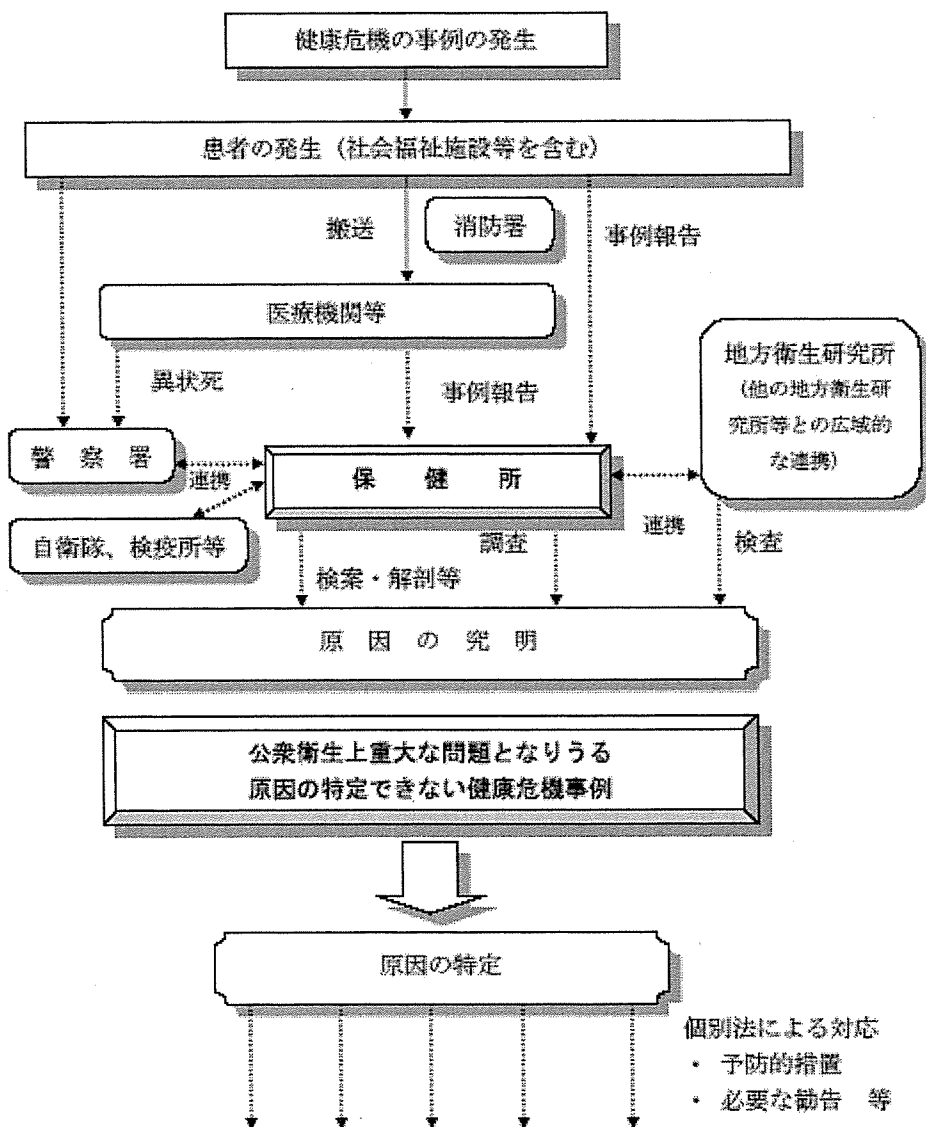 健康危機の事例の発生
患者の発生（社会福祉施設等を含む）
搬送
消防署
事例報告
医療機関等
異状死
事例報告
地方衛生研究所
（他の地方衛生研
究所等との広域的
な連携）
警察署
連携
保健所
連携
自衛隊、検疫所等
検案・解剖等
調査
検査
原因の究明
公衆衛生上重大な問題となりうる
原因の特定できない健康危機事例
原因の特定
個別法による対応
・ 予防的措置
・ 必要な勧告 等